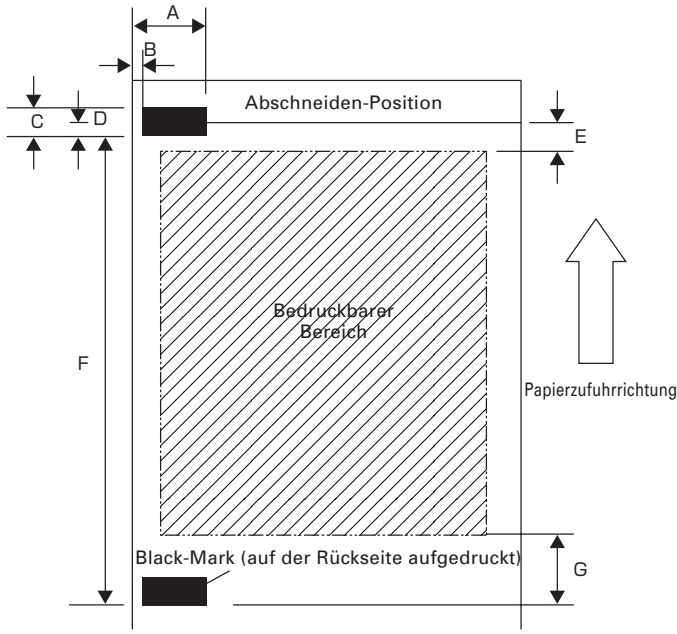 A
B
Abschneiden-Position
C
D
E
Bedruckbarer
Bereich
F
Papierzufuhrrichtung
Black-Mark (auf der Rückseite aufgedruckt)
G